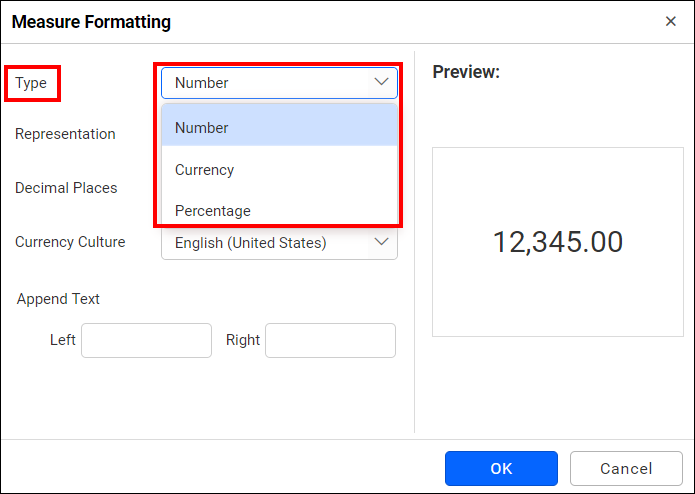 Measure Formatting ×
Type Number
Number
Representation
Currency
Decimal Places
Percentage
Currency Culture English (United States)
Append Text
Left Right
Preview:
12,345.00
OK Cancel